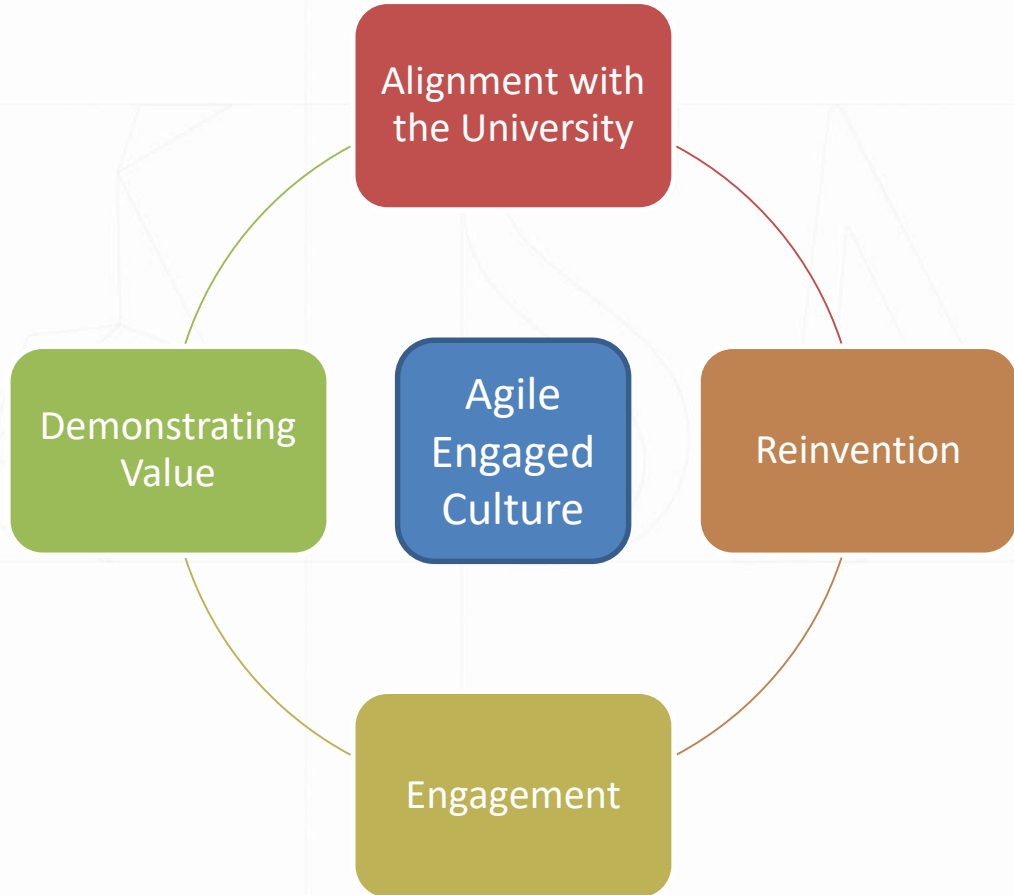 Alignment with
the University
Demonstrating
Value
Agile
Engaged
Culture
Reinvention
Engagement